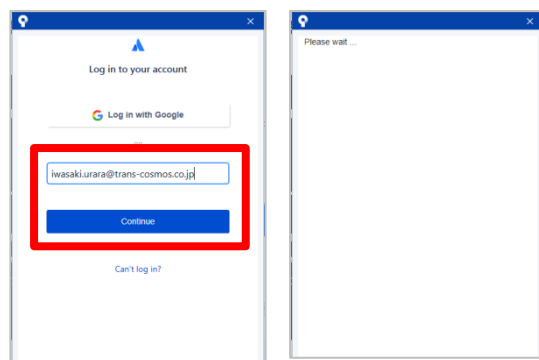 Log in to your account
Log in with Google
iwasaki.urara@trans-cosmos.co.jp
Continue
Can't log in?
Please wait ...